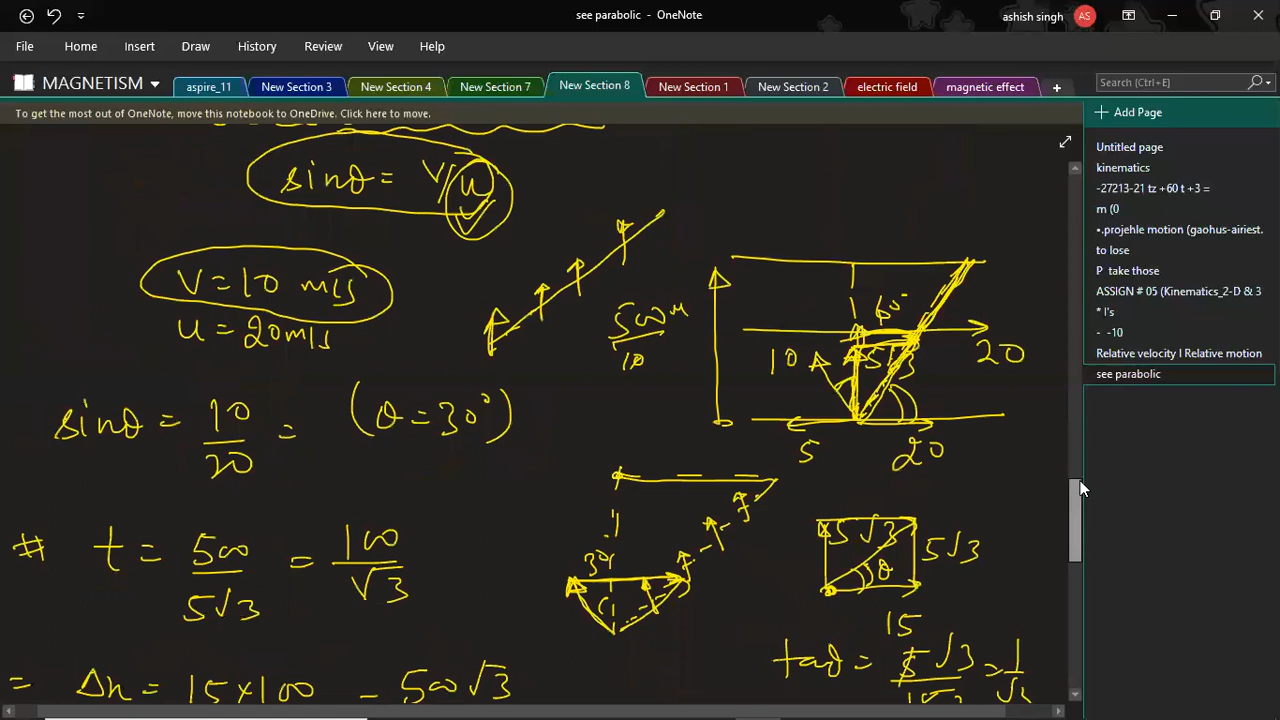 see parabolic - OneNote
ashish singh
AS
File Home Insert Draw History Review View Help
MAGNETISM
aspire_11 New Section 3 New Section 4 New Section 7 New Section 8 New Section 1 New Section 2 electric field magnetic effect
Search (Ctrl+E)
To get the most out of OneNote, move this notebook to OneDrive. Click here to move.
Add Page
Untitled page
kinematics
-27213-21 tz +60 t +3 =
m (0
•.projehle motion (gaohus-airiest.
to lose
P take those
ASSIGN # 05 (Kinematics_2-D & 3
* I's
- -10
Relative velocity I Relative motion
see parabolic
sinθ = v/u
v = 10 m/s
u = 20 m/s
sinθ = 10/20 = (θ = 30°)
# t = 500/5√3 = 100/√3
= Δx = 15×100 - 500√3
10
60°
5√3
20
5
20
30°
5√3
5√3
θ
15
tanθ =